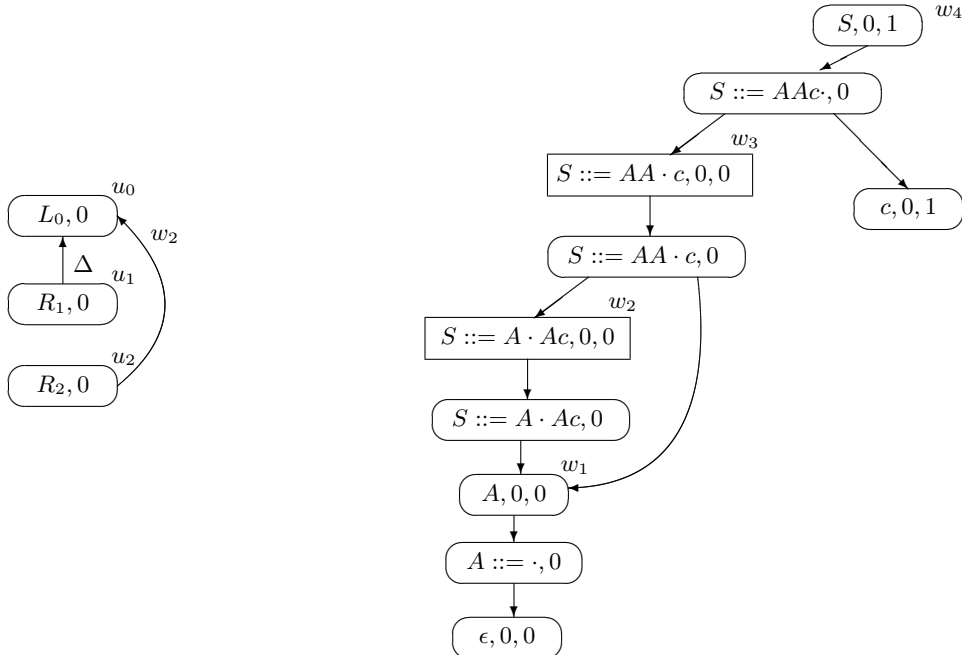 S, 0, 1 w₄
S ::= AAc·, 0
w₃
S ::= AA · c, 0, 0
c, 0, 1
u₀
L₀, 0
w₂
Δ
u₁
R₁, 0
S ::= AA · c, 0
w₂
S ::= A · Ac, 0, 0
u₂
R₂, 0
S ::= A · Ac, 0
w₁
A, 0, 0
A ::= ·, 0
ϵ, 0, 0